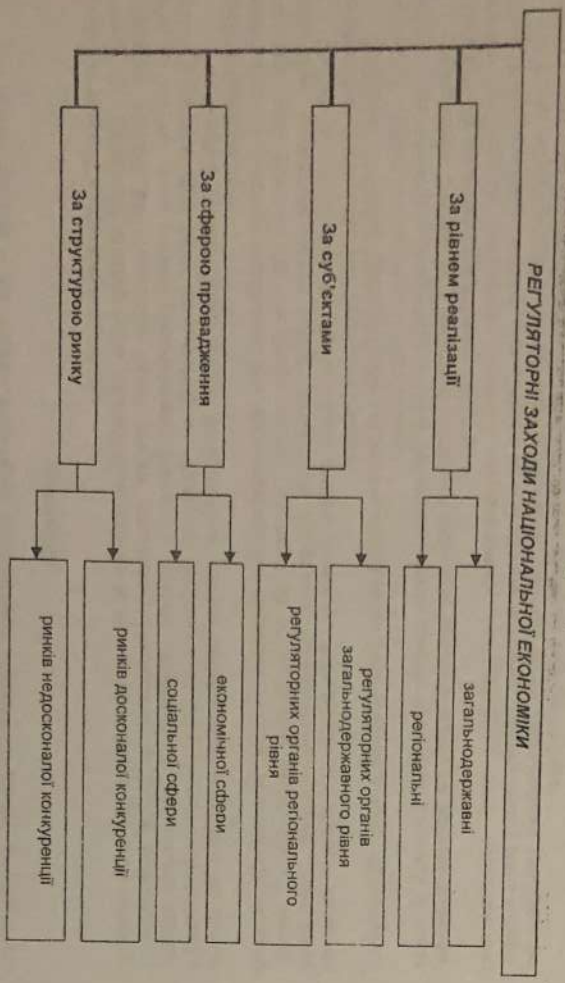 РЕГУЛЯТОРНІ ЗАХОДИ НАЦІОНАЛЬНОЇ ЕКОНОМІКИ
За рівнем реалізації
загальнодержавні
регіональні
За суб'єктами
регуляторних органів
загальнодержавного рівня
регуляторних органів регіонального
рівня
За сферою провадження
економічної сфери
соціальної сфери
За структурою ринку
ринків досконалої конкуренції
ринків недосконалої конкуренції